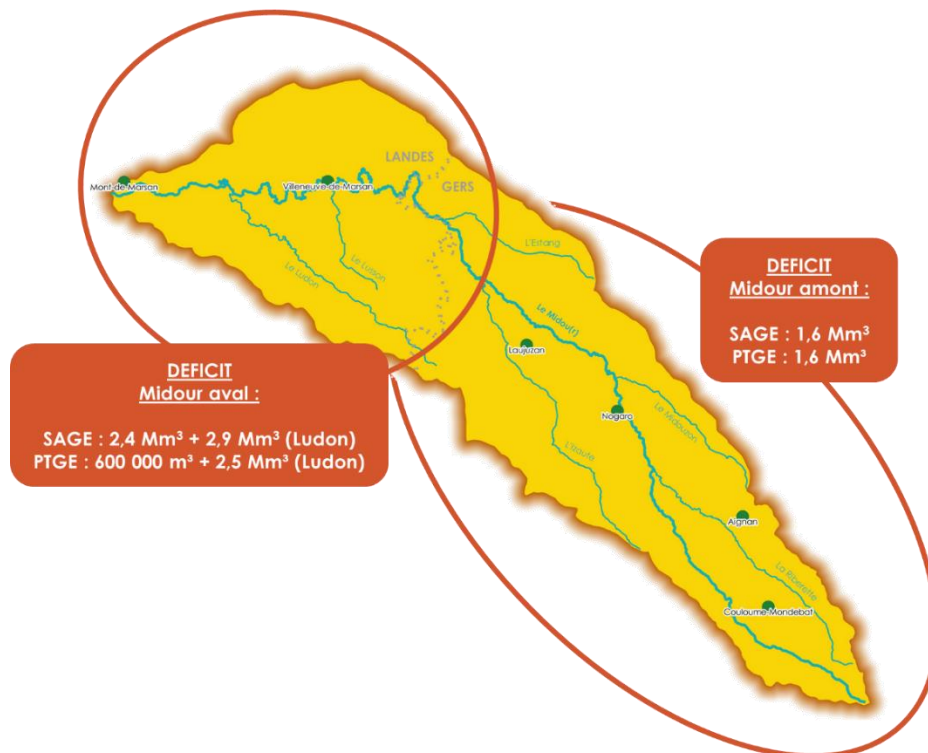 LANDES
GERS
Mont-de-Marsan
Villeneuve-de-Marsan
L'Estang
Le Lusson
Le Ludon
Le Midou(r)
Laujuzan
Nogaro
Le Midouzon
L'Izaute
Aignan
La Riberette
Couloume-Mondebat
DEFICIT
Midour amont :
SAGE : 1,6 Mm³
PTGE : 1,6 Mm³
DEFICIT
Midour aval :
SAGE : 2,4 Mm³ + 2,9 Mm³ (Ludon)
PTGE : 600 000 m³ + 2,5 Mm³ (Ludon)